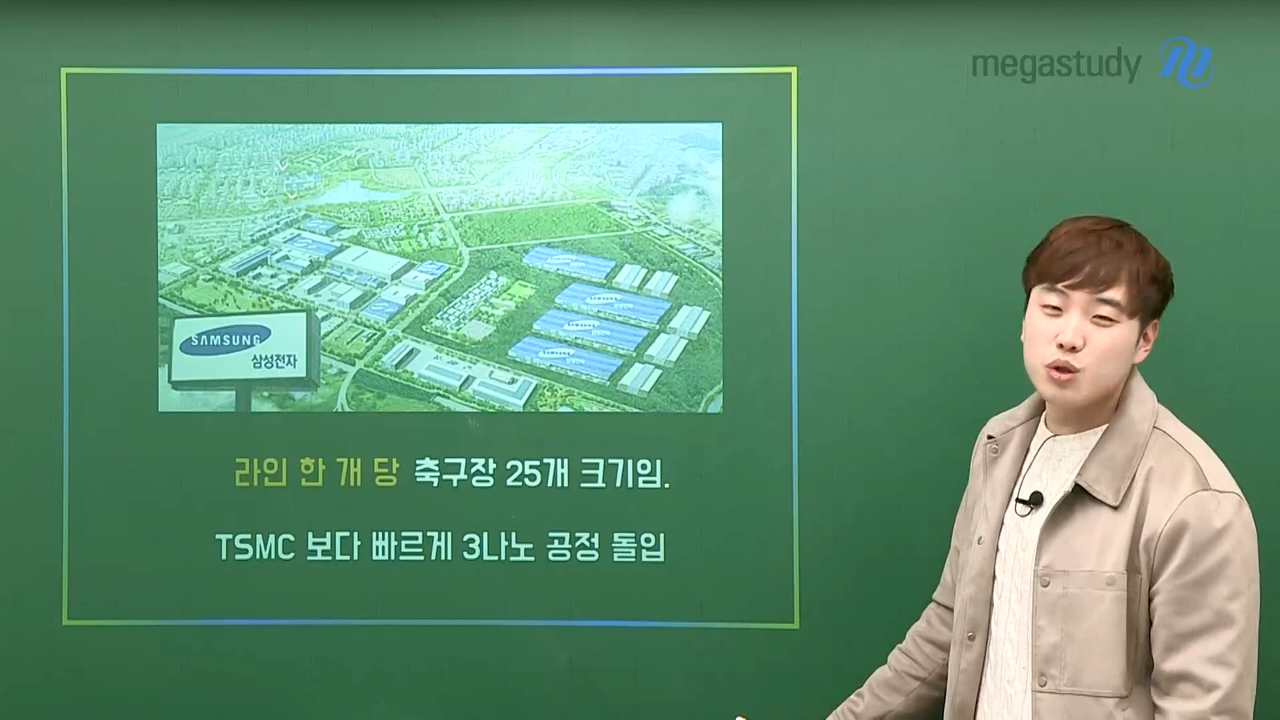 megastudy
SAMSUNG
삼성전자
라인 한 개 당 축구장 25개 크기임.
TSMC 보다 빠르게 3나노 공정 돌입